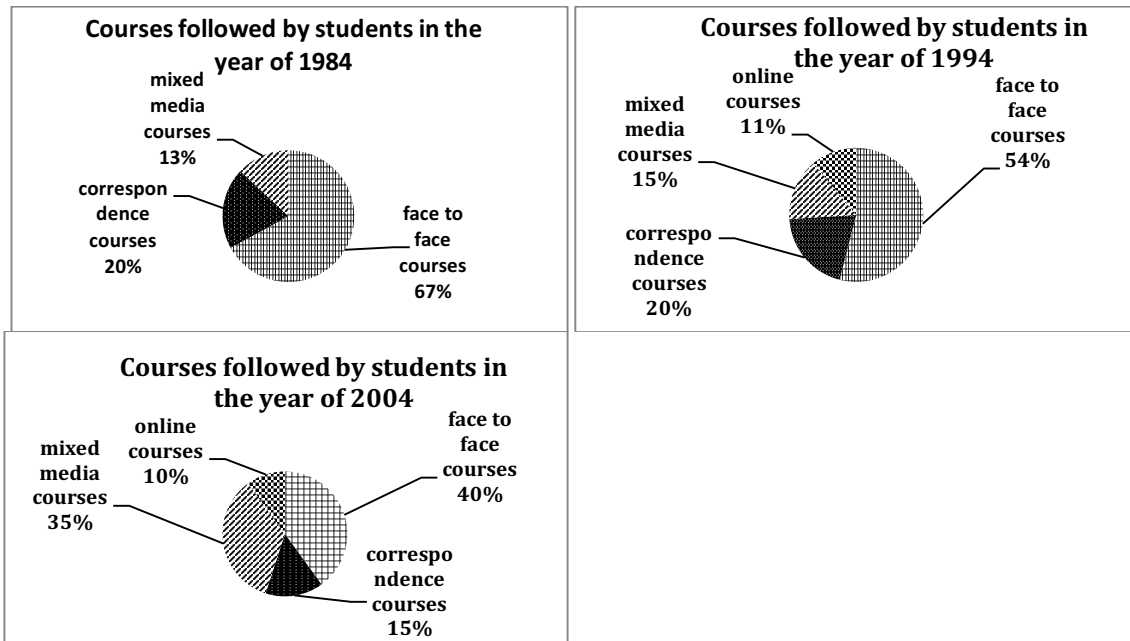 Courses followed by students in the
year of 1984
mixed
media
courses
13%
correspon
dence
courses
20%
face to
face
courses
67%
Courses followed by students in
the year of 1994
online
courses
11%
face to
face
courses
54%
mixed
media
courses
15%
correspo
ndence
courses
20%
Courses followed by students in
the year of 2004
online
courses
10%
face to
face
courses
40%
mixed
media
courses
35%
correspo
ndence
courses
15%